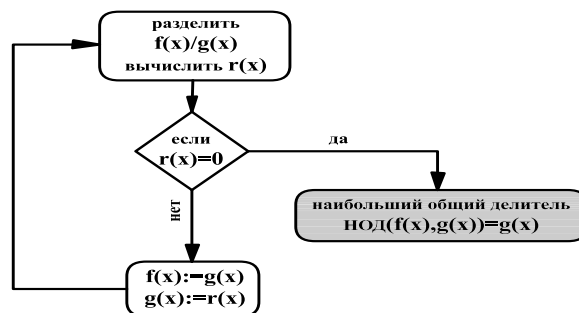 разделить
f(x)/g(x)
вычислить r(x)
если
r(x)=0
да
нет
наибольший общий делитель
НОД(f(x),g(x))=g(x)
f(x):=g(x)
g(x):=r(x)